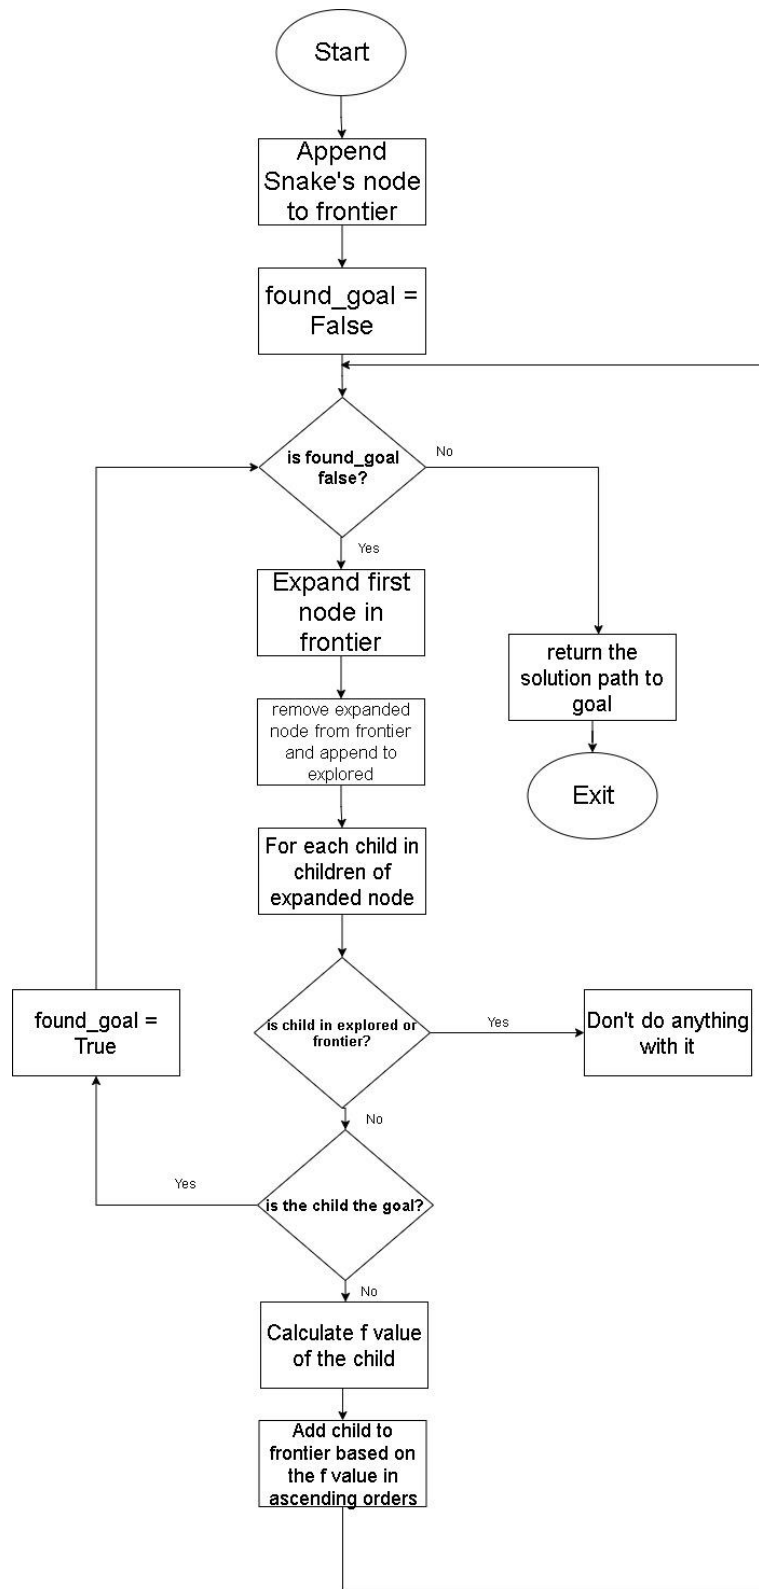 Start
Append
Snake's node
to frontier
found_goal =
False
is found_goal
false?
No
Yes
Expand first
node in
frontier
return the
solution path to
goal
remove expanded
node from frontier
and append to
explored
Exit
For each child in
children of
expanded node
found_goal =
True
is child in explored or
frontier?
Yes
Don't do anything
with it
No
Yes
is the child the goal?
No
Calculate f value
of the child
Add child to
frontier based on
the f value in
ascending orders